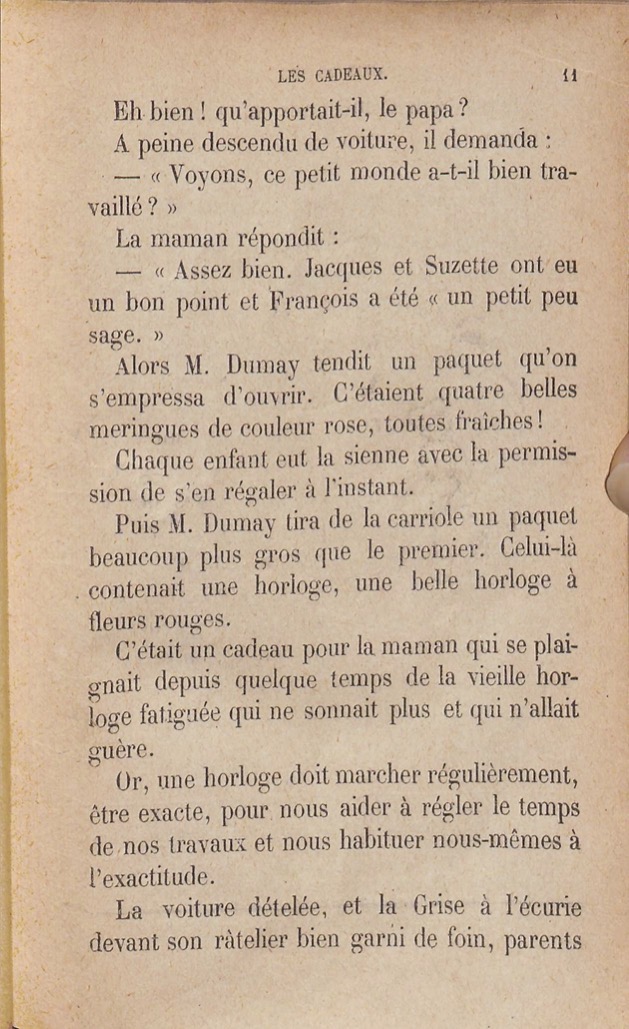 LES CADEAUX. 11
Eh bien ! qu'apportait-il, le papa ?
A peine descendu de voiture, il demanda :
— « Voyons, ce petit monde a-t-il bien tra-
vaillé ? »
La maman répondit :
— « Assez bien. Jacques et Suzette ont eu
un bon point et François a été « un petit peu
sage. »
Alors M. Dumay tendit un paquet qu'on
s'empressa d'ouvrir. C'étaient quatre belles
meringues de couleur rose, toutes fraîches !
Chaque enfant eut la sienne avec la permis-
sion de s'en régaler à l'instant.
Puis M. Dumay tira de la carriole un paquet
beaucoup plus gros que le premier. Celui-là
contenait une horloge, une belle horloge à
fleurs rouges.
C'était un cadeau pour la maman qui se plai-
gnait depuis quelque temps de la vieille hor-
loge fatiguée qui ne sonnait plus et qui n'allait
guère.
Or, une horloge doit marcher régulièrement,
être exacte, pour nous aider à régler le temps
de nos travaux et nous habituer nous-mêmes à
l'exactitude.
La voiture dételée, et la Grise à l'écurie
devant son râtelier bien garni de foin, parents